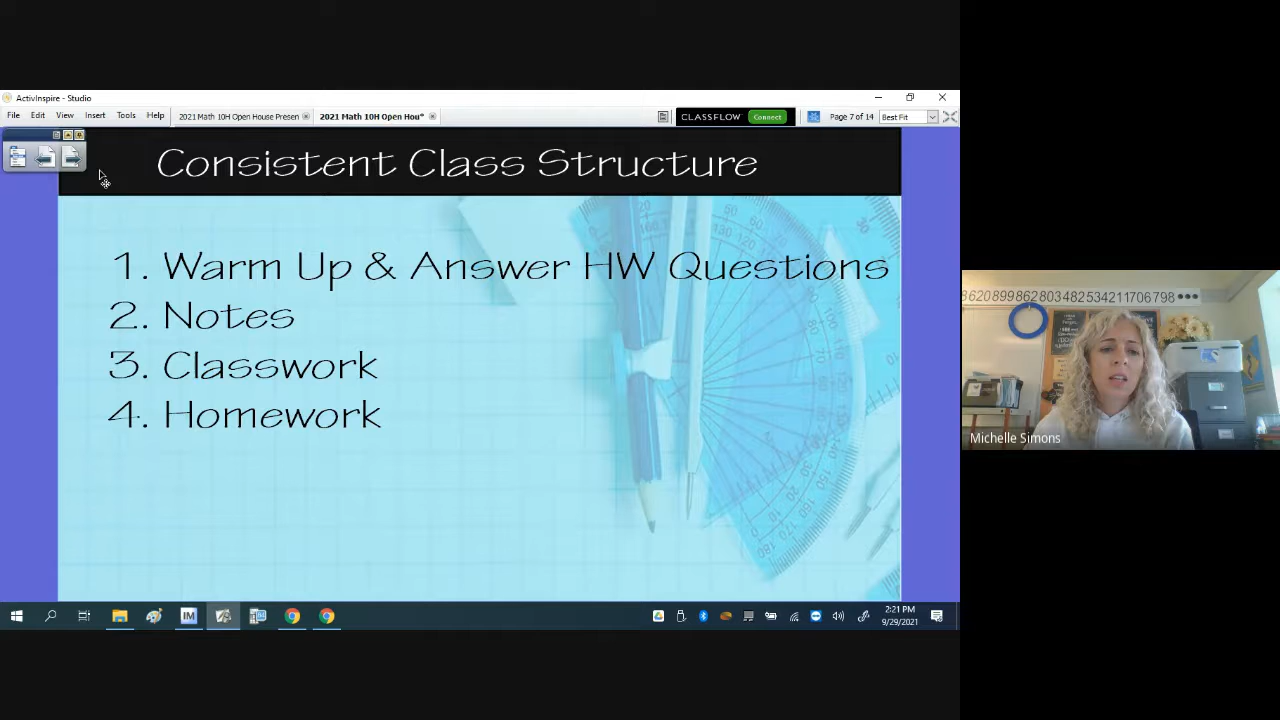 ActivInspire - Studio
File Edit View Insert Tools Help
2021 Math 10H Open House Presen
2021 Math 10H Open Hou*
CLASSFLOW Connect
Page 7 of 14
Best Fit
Consistent Class Structure
1. Warm Up & Answer HW Questions
2. Notes
3. Classwork
4. Homework
8620899862803482534211706798
Michelle Simons
IM
2:21 PM
9/29/2021